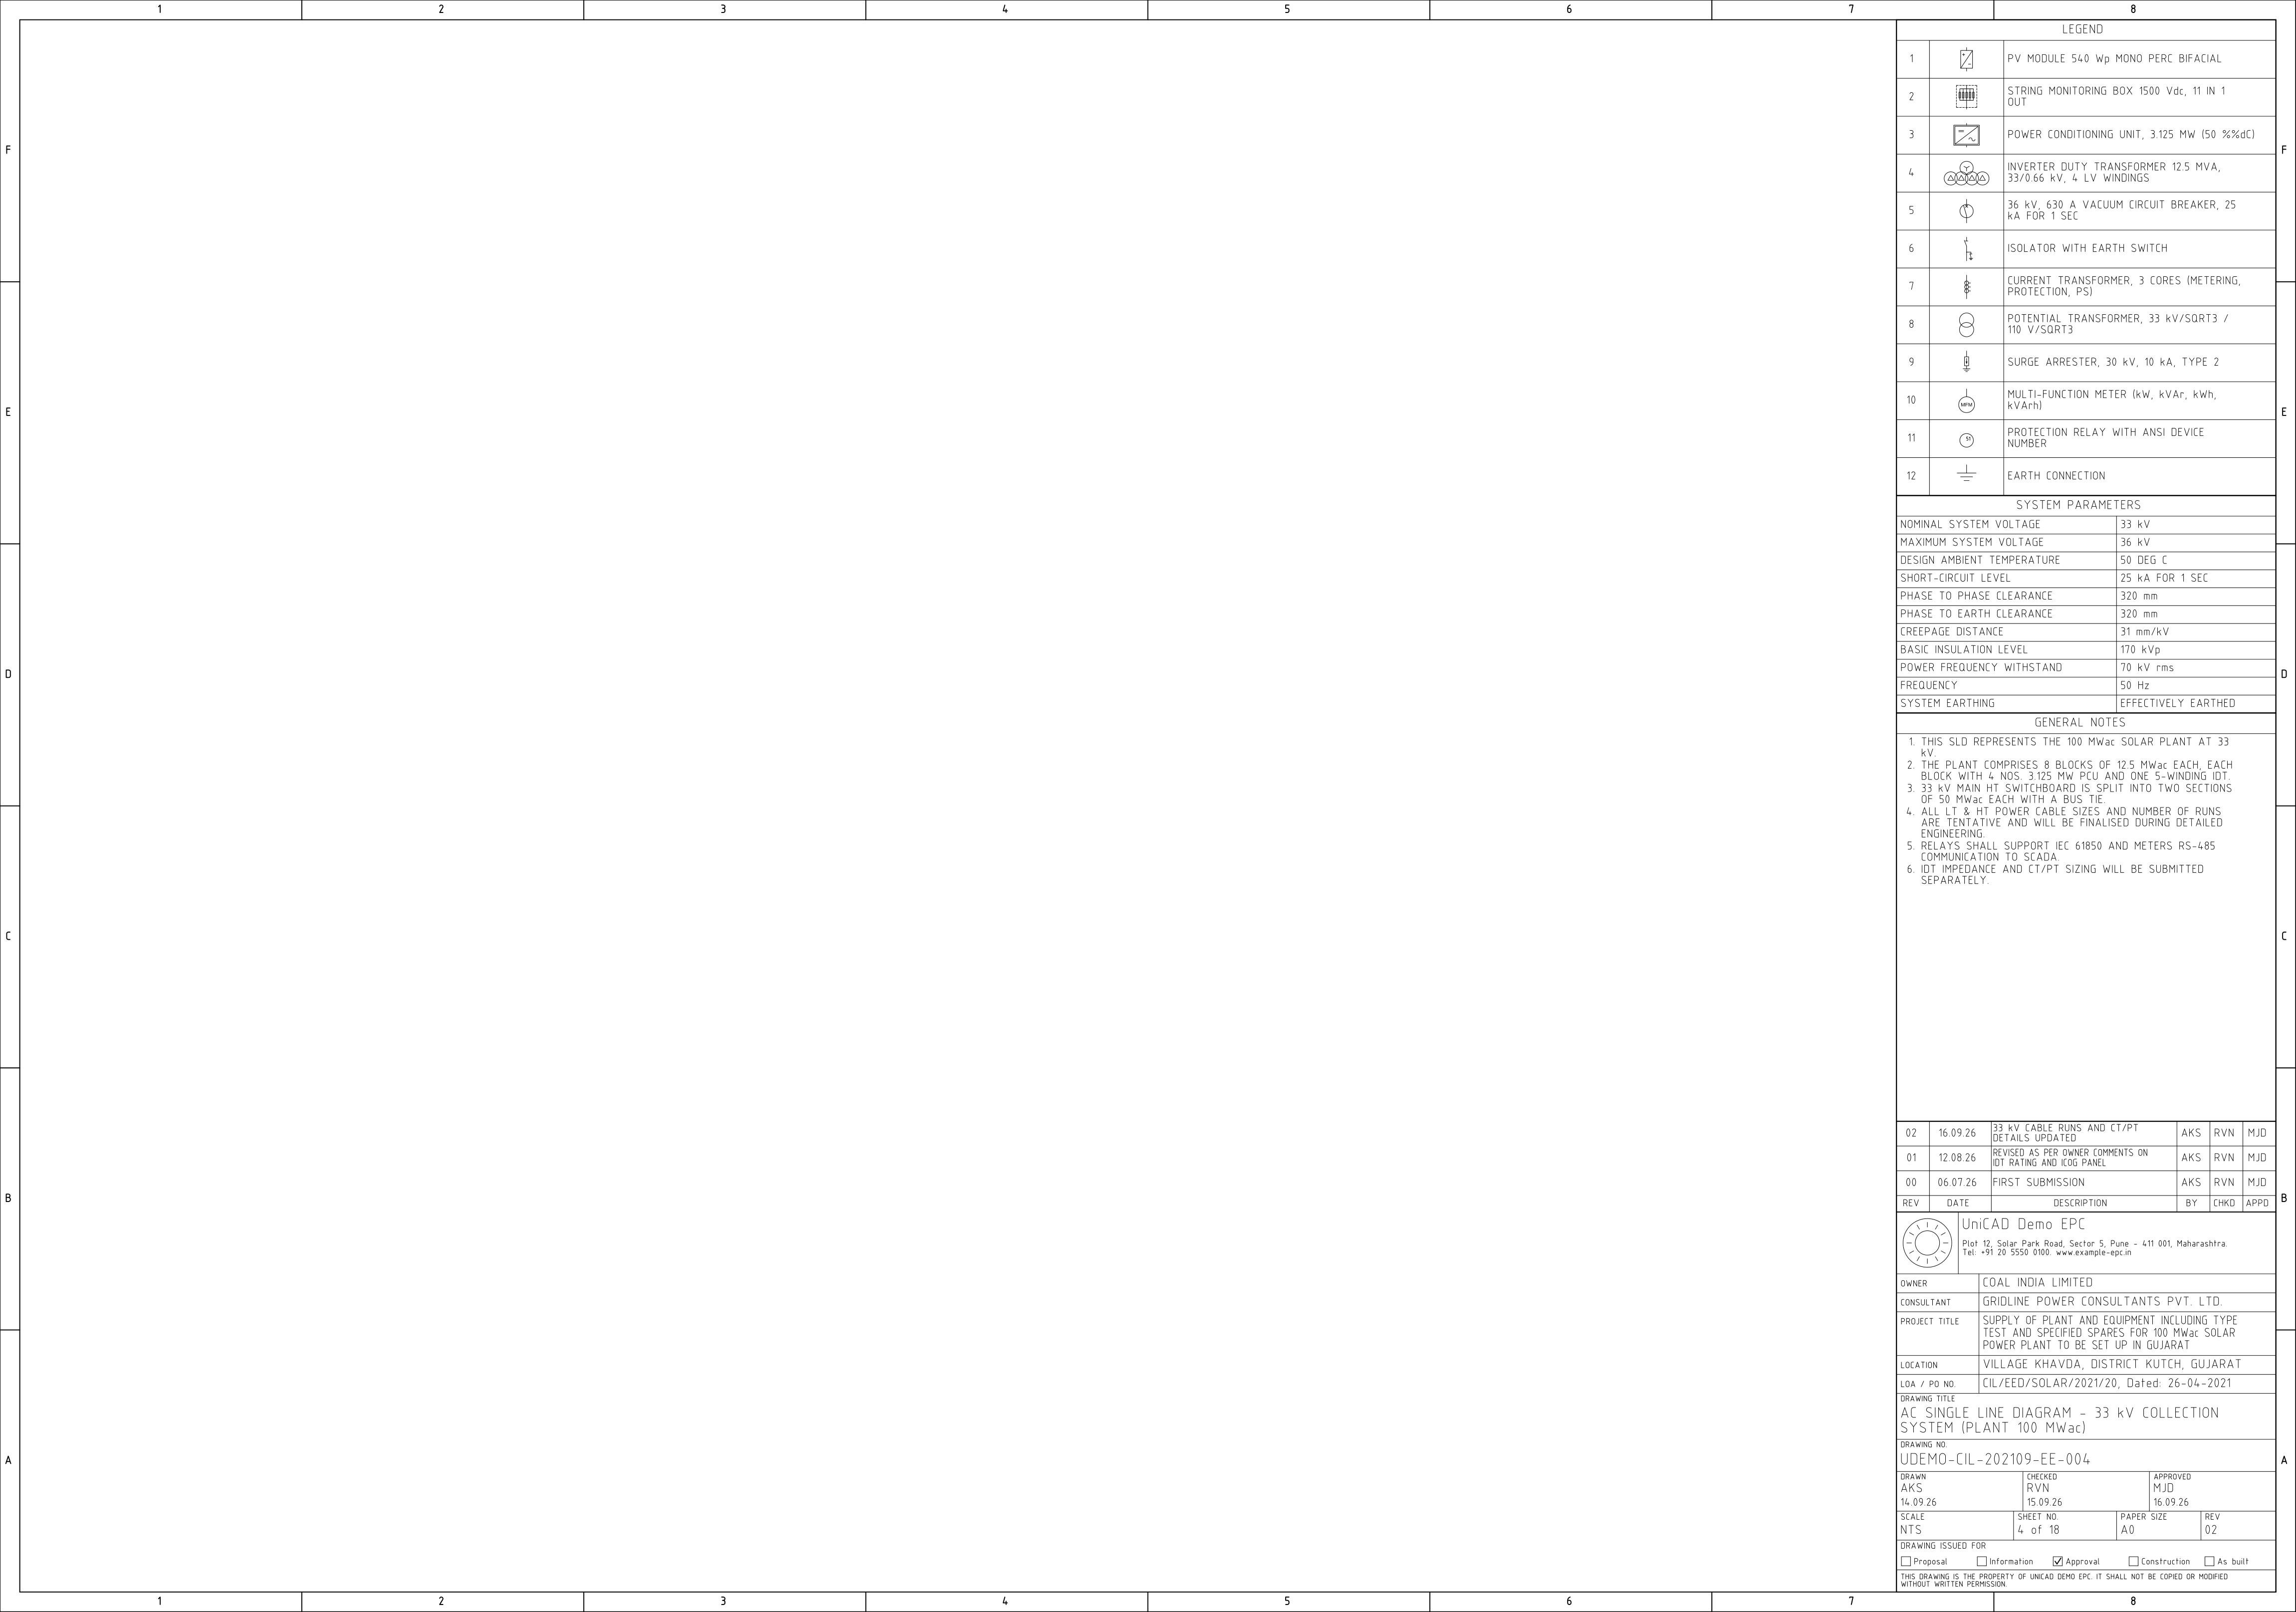 1 2 3 4 5 6 7 8
F
E
D
C
B
A
LEGEND
1 PV MODULE 540 Wp MONO PERC BIFACIAL
2 STRING MONITORING BOX 1500 Vdc, 11 IN 1
OUT
3 POWER CONDITIONING UNIT, 3.125 MW (50 %%dC)
4 INVERTER DUTY TRANSFORMER 12.5 MVA,
33/0.66 kV, 4 LV WINDINGS
5 36 kV, 630 A VACUUM CIRCUIT BREAKER, 25
kA FOR 1 SEC
6 ISOLATOR WITH EARTH SWITCH
7 CURRENT TRANSFORMER, 3 CORES (METERING,
PROTECTION, PS)
8 POTENTIAL TRANSFORMER, 33 kV/SQRT3 /
110 V/SQRT3
9 SURGE ARRESTER, 30 kV, 10 kA, TYPE 2
10 MFM MULTI-FUNCTION METER (kW, kVAr, kWh,
kVArh)
11 51 PROTECTION RELAY WITH ANSI DEVICE
NUMBER
12 EARTH CONNECTION
SYSTEM PARAMETERS
NOMINAL SYSTEM VOLTAGE 33 kV
MAXIMUM SYSTEM VOLTAGE 36 kV
DESIGN AMBIENT TEMPERATURE 50 DEG C
SHORT-CIRCUIT LEVEL 25 kA FOR 1 SEC
PHASE TO PHASE CLEARANCE 320 mm
PHASE TO EARTH CLEARANCE 320 mm
CREEPAGE DISTANCE 31 mm/kV
BASIC INSULATION LEVEL 170 kVp
POWER FREQUENCY WITHSTAND 70 kV rms
FREQUENCY 50 Hz
SYSTEM EARTHING EFFECTIVELY EARTHED
GENERAL NOTES
1. THIS SLD REPRESENTS THE 100 MWac SOLAR PLANT AT 33
kV.
2. THE PLANT COMPRISES 8 BLOCKS OF 12.5 MWac EACH, EACH
BLOCK WITH 4 NOS. 3.125 MW PCU AND ONE 5-WINDING IDT.
3. 33 kV MAIN HT SWITCHBOARD IS SPLIT INTO TWO SECTIONS
OF 50 MWac EACH WITH A BUS TIE.
4. ALL LT & HT POWER CABLE SIZES AND NUMBER OF RUNS
ARE TENTATIVE AND WILL BE FINALISED DURING DETAILED
ENGINEERING.
5. RELAYS SHALL SUPPORT IEC 61850 AND METERS RS-485
COMMUNICATION TO SCADA.
6. IDT IMPEDANCE AND CT/PT SIZING WILL BE SUBMITTED
SEPARATELY.
02 16.09.26 33 kV CABLE RUNS AND CT/PT
DETAILS UPDATED AKS RVN MJD
01 12.08.26 REVISED AS PER OWNER COMMENTS ON
IDT RATING AND ICOG PANEL AKS RVN MJD
00 06.07.26 FIRST SUBMISSION AKS RVN MJD
REV DATE DESCRIPTION BY CHKD APPD
UniCAD Demo EPC
Plot 12, Solar Park Road, Sector 5, Pune - 411 001, Maharashtra.
Tel: +91 20 5550 0100. www.example-epc.in
OWNER COAL INDIA LIMITED
CONSULTANT GRIDLINE POWER CONSULTANTS PVT. LTD.
PROJECT TITLE SUPPLY OF PLANT AND EQUIPMENT INCLUDING TYPE
TEST AND SPECIFIED SPARES FOR 100 MWac SOLAR
POWER PLANT TO BE SET UP IN GUJARAT
LOCATION VILLAGE KHAVDA, DISTRICT KUTCH, GUJARAT
LOA / PO NO. CIL/EED/SOLAR/2021/20, Dated: 26-04-2021
DRAWING TITLE
AC SINGLE LINE DIAGRAM - 33 kV COLLECTION
SYSTEM (PLANT 100 MWac)
DRAWING NO.
UDEMO-CIL-202109-EE-004
DRAWN CHECKED APPROVED
AKS RVN MJD
14.09.26 15.09.26 16.09.26
SCALE SHEET NO. PAPER SIZE REV
NTS 4 of 18 A0 02
DRAWING ISSUED FOR
Proposal Information Approval Construction As built
THIS DRAWING IS THE PROPERTY OF UNICAD DEMO EPC. IT SHALL NOT BE COPIED OR MODIFIED
WITHOUT WRITTEN PERMISSION.
F
E
D
C
B
A
1 2 3 4 5 6 7 8